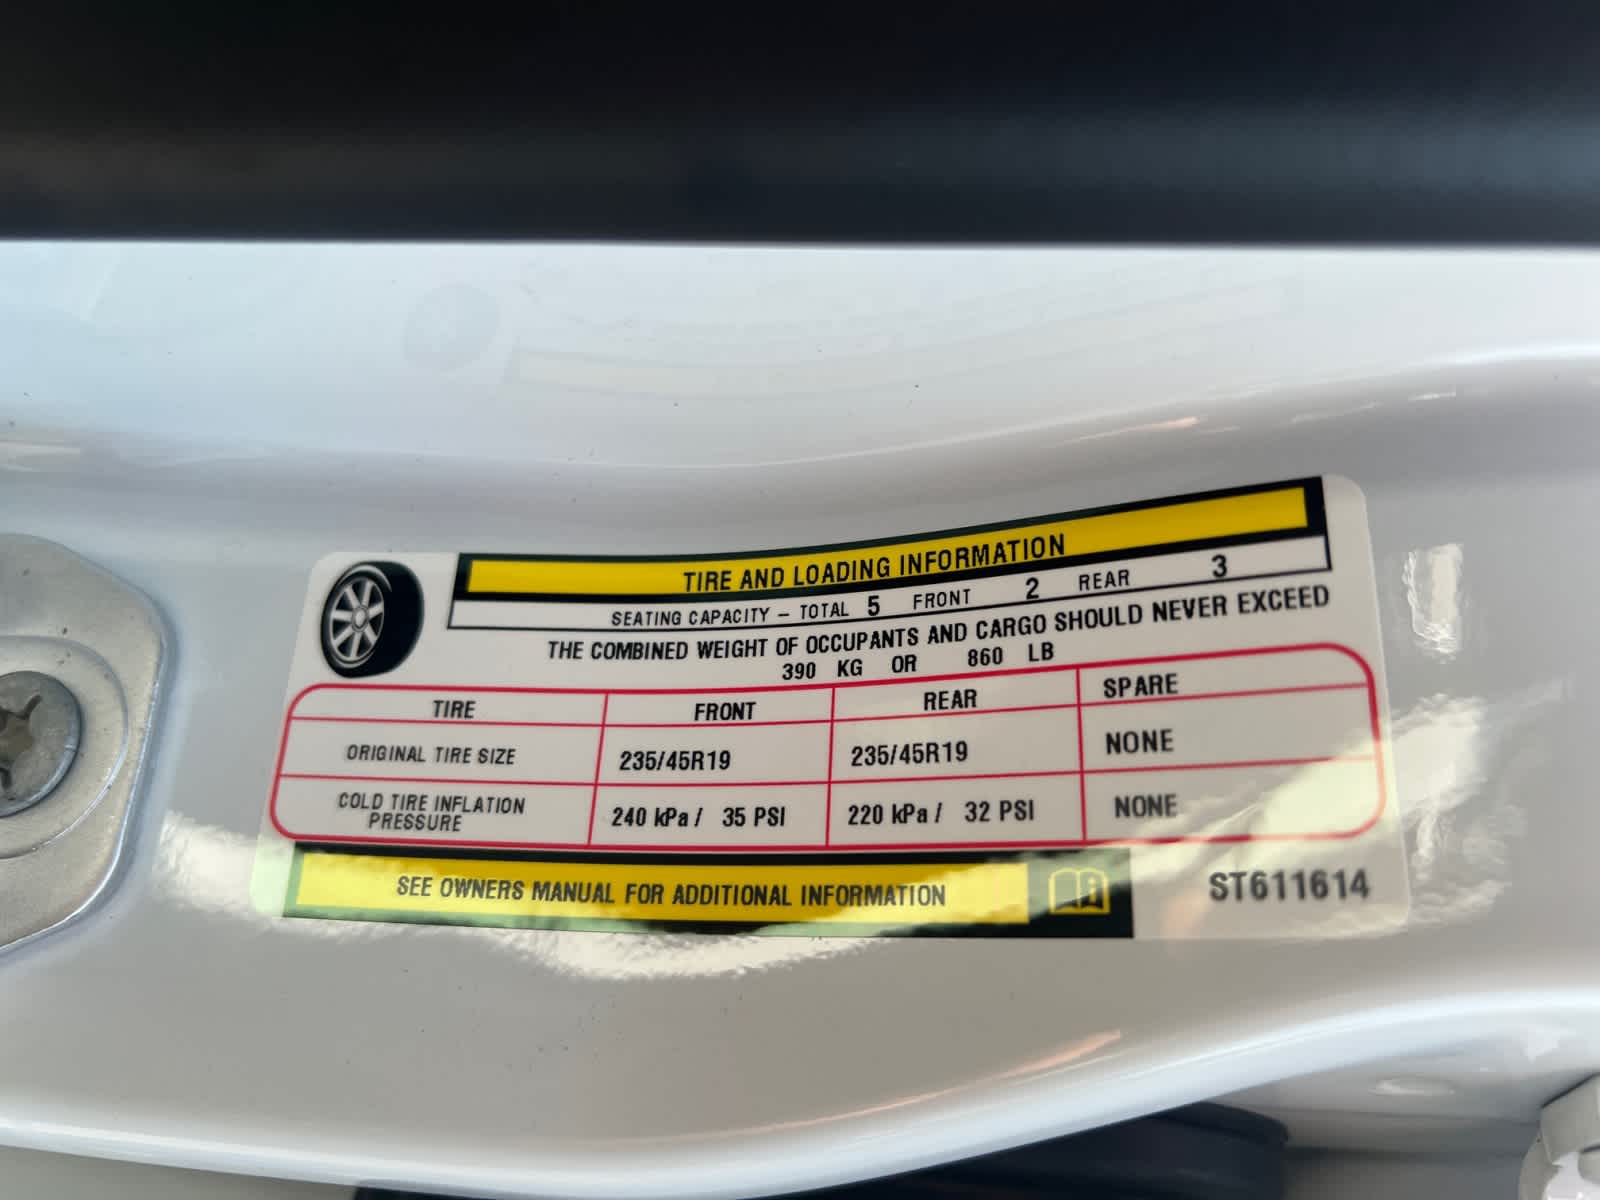 TIRE AND LOADING INFORMATION
SEATING CAPACITY – TOTAL 5 FRONT 2 REAR 3
THE COMBINED WEIGHT OF OCCUPANTS AND CARGO SHOULD NEVER EXCEED
390 KG OR 860 LB
TIRE FRONT REAR SPARE
ORIGINAL TIRE SIZE 235/45R19 235/45R19 NONE
COLD TIRE INFLATION PRESSURE 240 kPa / 35 PSI 220 kPa / 32 PSI NONE
SEE OWNERS MANUAL FOR ADDITIONAL INFORMATION
ST611614